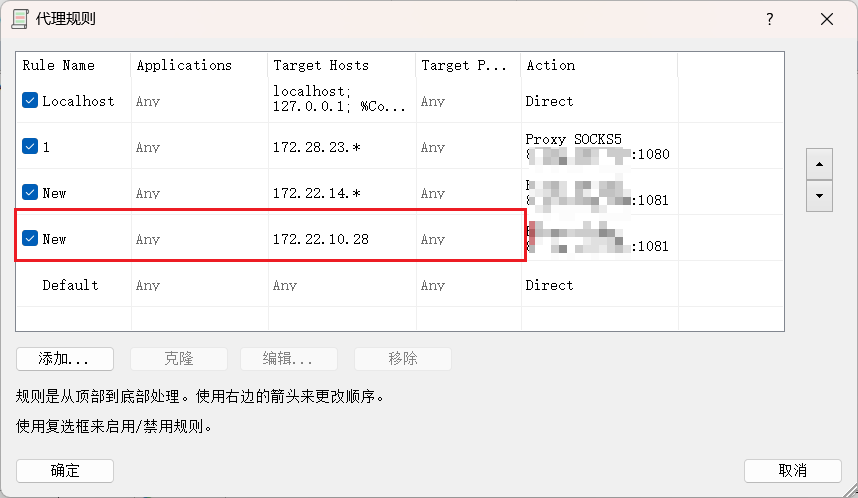 代理规则
?
Rule Name Applications Target Hosts Target P... Action
Localhost Any localhost; 127.0.0.1; %Co... Any Direct
1 Any 172.28.23.* Any Proxy SOCKS5 :1080
New Any 172.22.14.* Any :1081
New Any 172.22.10.28 Any :1081
Default Any Any Any Direct
添加... 克隆 编辑... 移除
规则是从顶部到底部处理。使用右边的箭头来更改顺序。
使用复选框来启用/禁用规则。
确定 取消